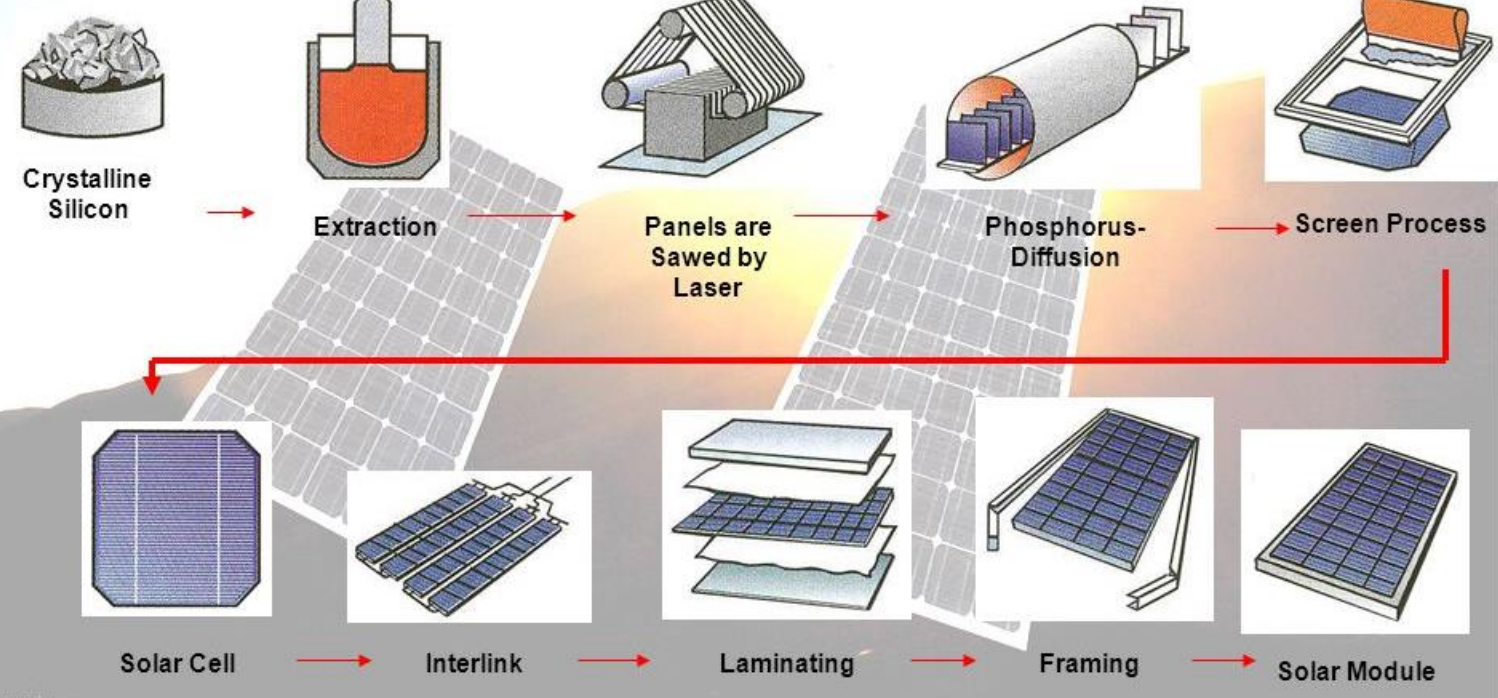 Crystalline
Silicon
Extraction
Panels are
Sawed by
Laser
Phosphorus-
Diffusion
Screen Process
Solar Cell
Interlink
Laminating
Framing
Solar Module